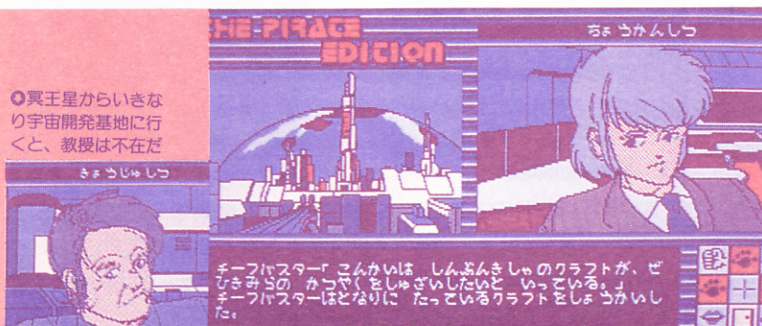 THE PIRATE
EDITION
ちょうかんしつ
✪冥王星からいきな
り宇宙開発基地に行
くと、教授は不在だ
きょうじゅしつ
チーフバスター「こんかいは　しんぶんきしゃのクラフトが、ぜ
ひきみらの　かつやくをしゅざいしたいと　いっている。」
チーフバスターはとなりに　たっているクラフトをしょうかいし
た。